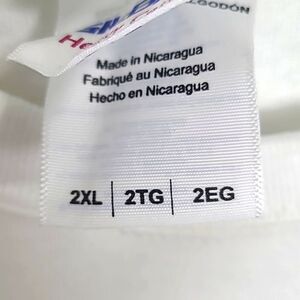 ALGODÓN
Made in Nicaragua
Fabriqué au Nicaragua
Hecho en Nicaragua
2XL | 2TG | 2EG